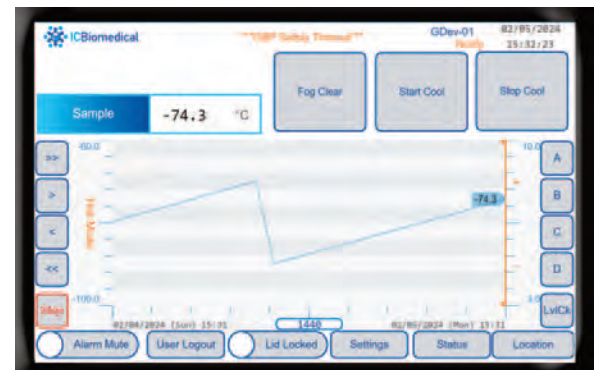 ICBiomedical
GDev-01
02/05/2024
Ready
15:32:23
Fog Clear
Start Cool
Stop Cool
Sample
-74.3
°C
-60.0
10.0
>>
A
>
B
-74.3
<
C
<<
D
-100.0
LvlCk
02/04/2024 (Sun) 15:31
1440
02/05/2024 (Mon) 15:31
Alarm Mute
User Logout
Lid Locked
Settings
Status
Location